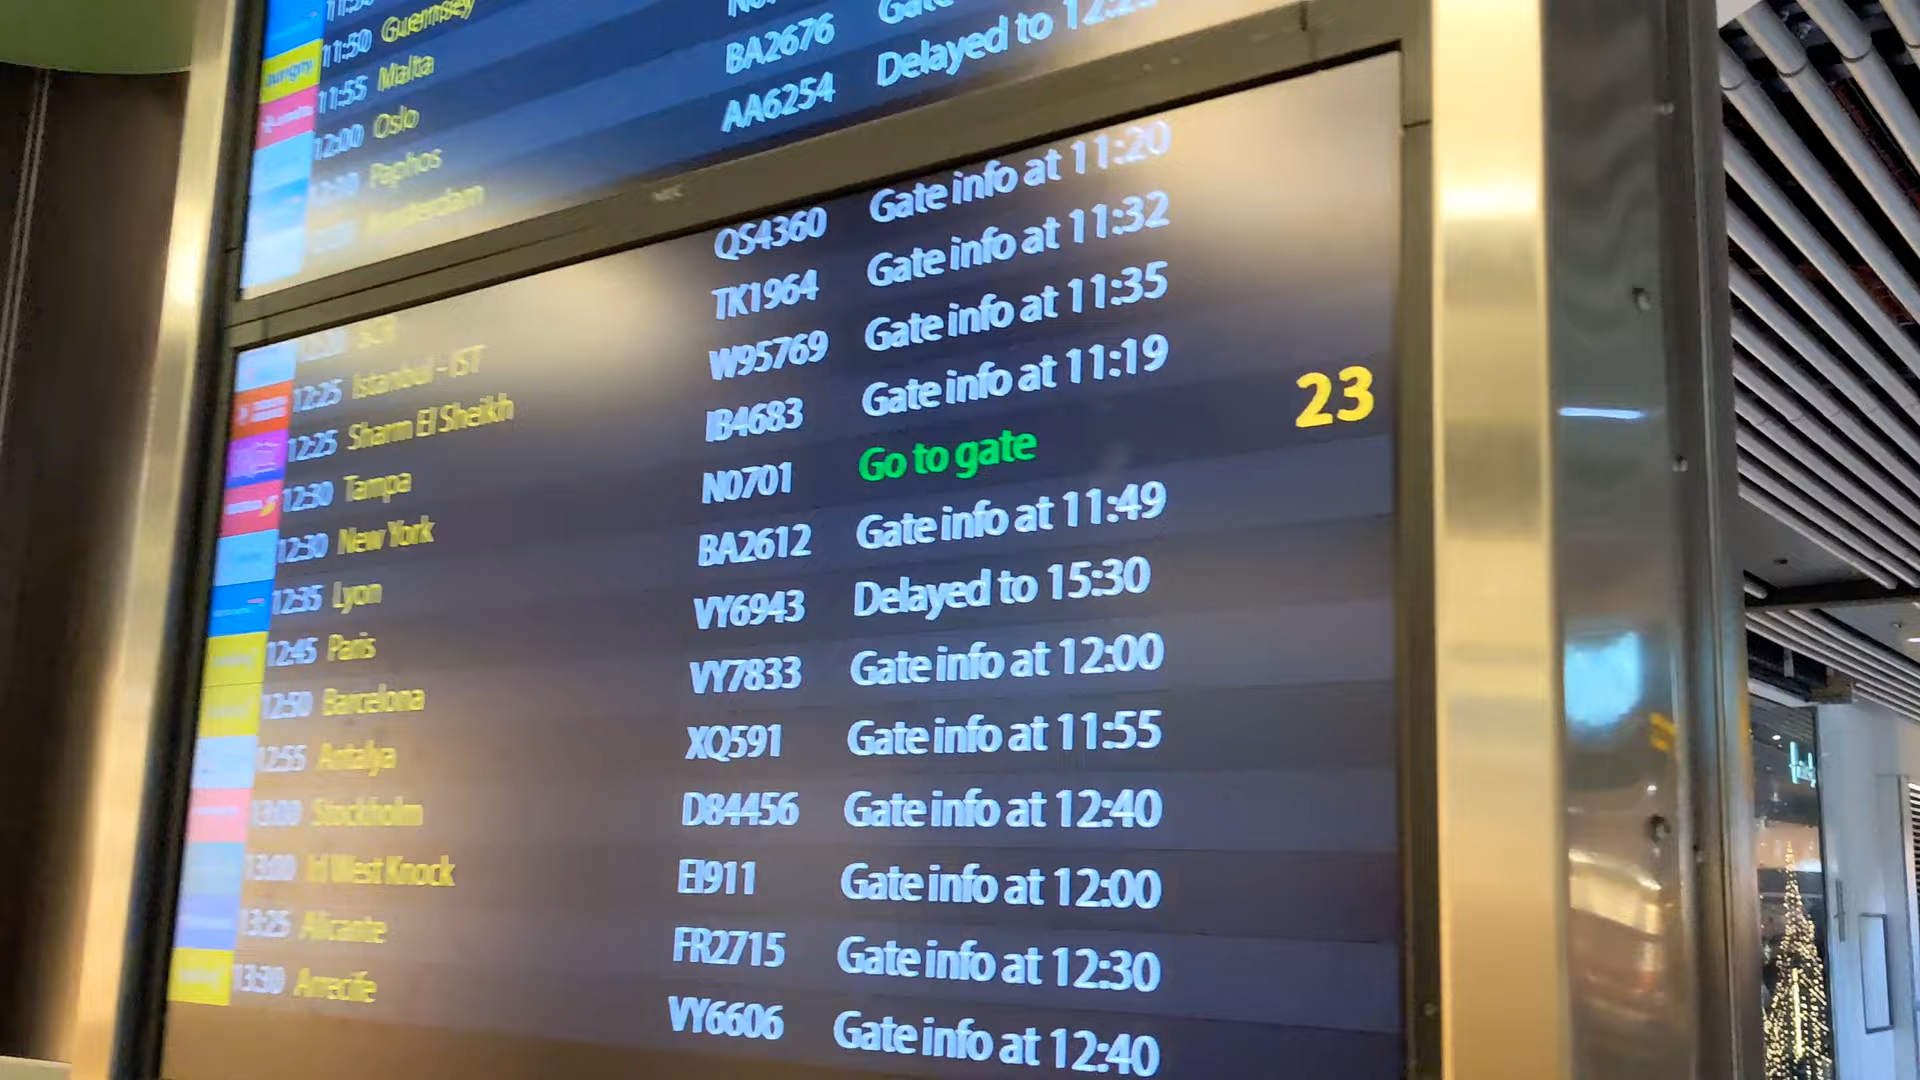 11:50 Guernsey
11:55 Malta
12:00 Oslo
Paphos BA2676 Gate
Amsterdam AA6254 Delayed to
QS4360 Gate info at 11:20
12:25 Istanbul - IST TK1964 Gate info at 11:32
12:25 Sharm El Sheikh W95769 Gate info at 11:35
12:30 Tampa IB4683 Gate info at 11:19
12:30 New York N0701 Go to gate 23
12:35 Lyon BA2612 Gate info at 11:49
12:45 Paris VY6943 Delayed to 15:30
12:50 Barcelona VY7833 Gate info at 12:00
12:55 Antalya XQ591 Gate info at 11:55
13:00 Stockholm D84456 Gate info at 12:40
13:00 Irl West Knock EI911 Gate info at 12:00
13:25 Alicante FR2715 Gate info at 12:30
13:30 Arrecife VY6606 Gate info at 12:40